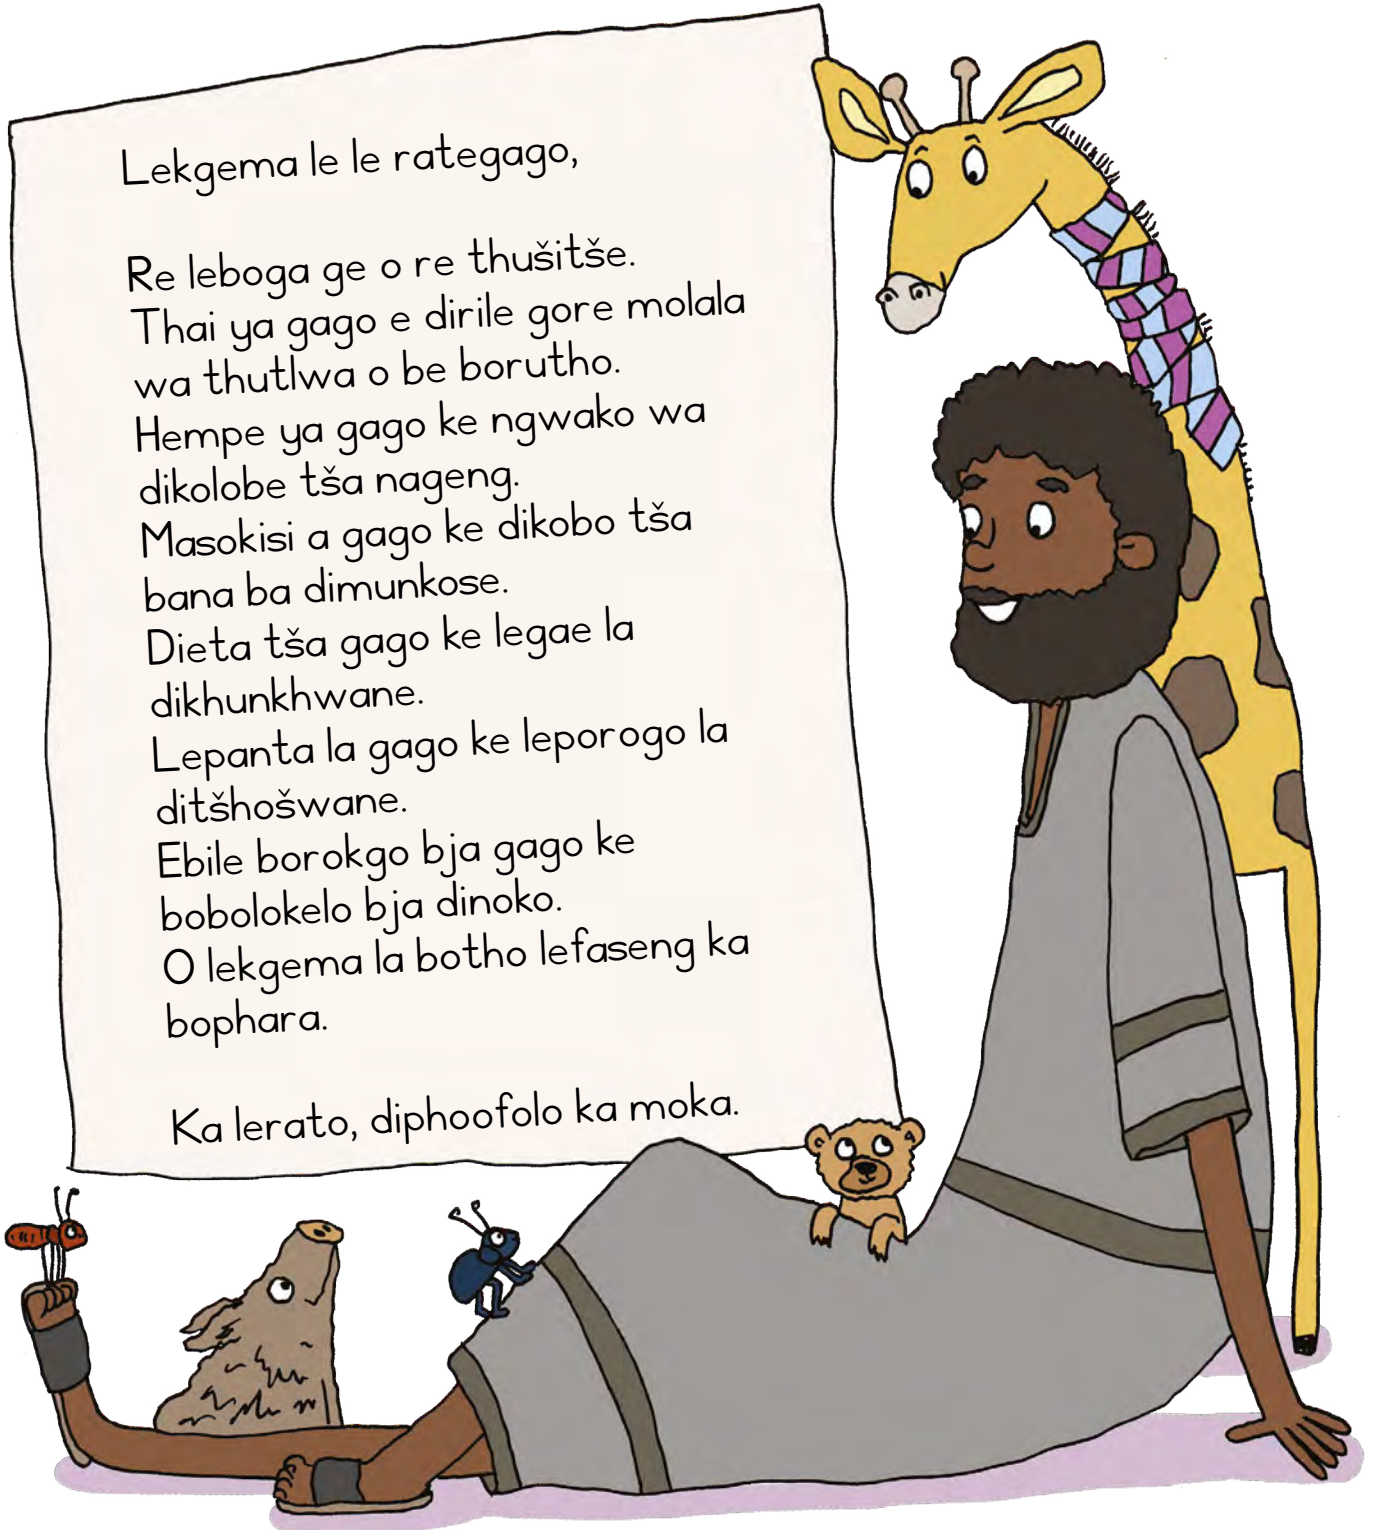 Lekgema le le rategago,
Re leboga ge o re thušitše.
Thai ya gago e dirile gore molala
wa thutlwa o be borutho.
Hempe ya gago ke ngwako wa
dikolobe tša nageng.
Masokisi a gago ke dikobo tša
bana ba dimunkose.
Dieta tša gago ke legae la
dikhunkhwane.
Lepanta la gago ke leporogo la
ditšhošwane.
Ebile borokgo bja gago ke
bobolokelo bja dinoko.
O lekgema la botho lefaseng ka
bophara.
Ka lerato, diphoofolo ka moka.